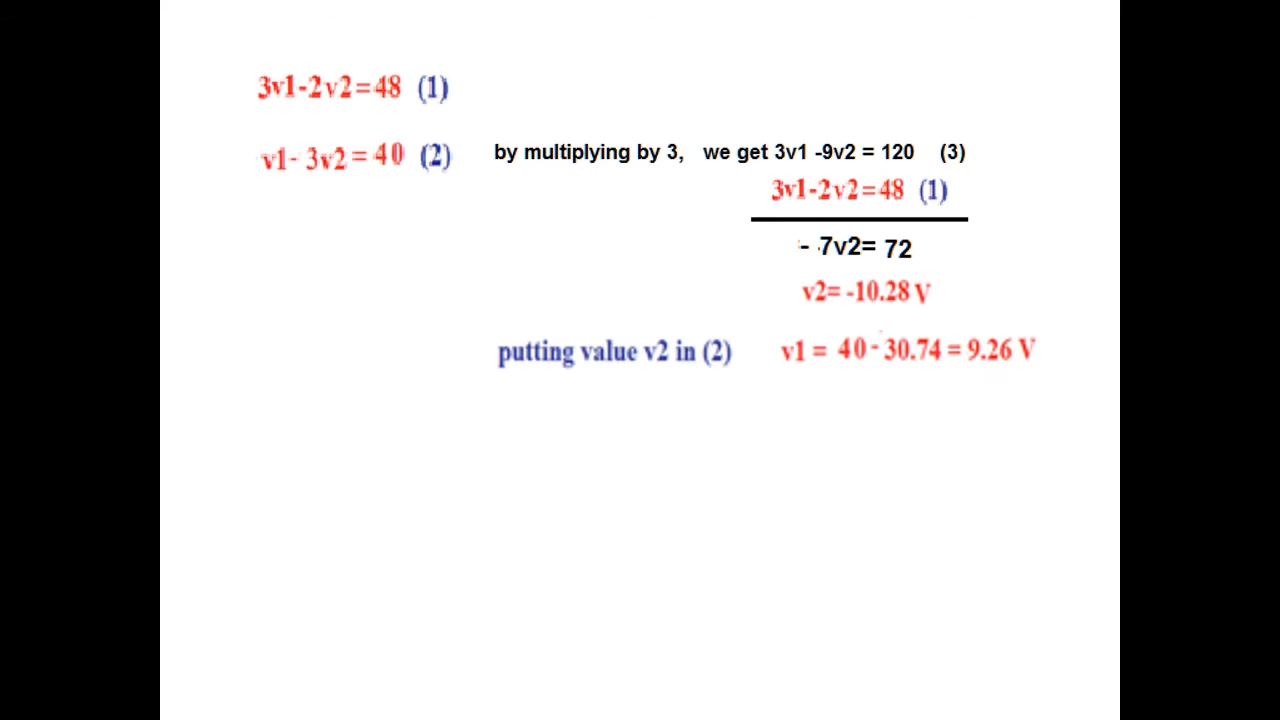 3v1-2v2=48 (1)
v1- 3v2 = 40 (2) by multiplying by 3, we get 3v1 -9v2 = 120 (3)
3v1-2v2=48 (1)
- 7v2= 72
v2= -10.28 V
putting value v2 in (2) v1 = 40 - 30.74 = 9.26 V